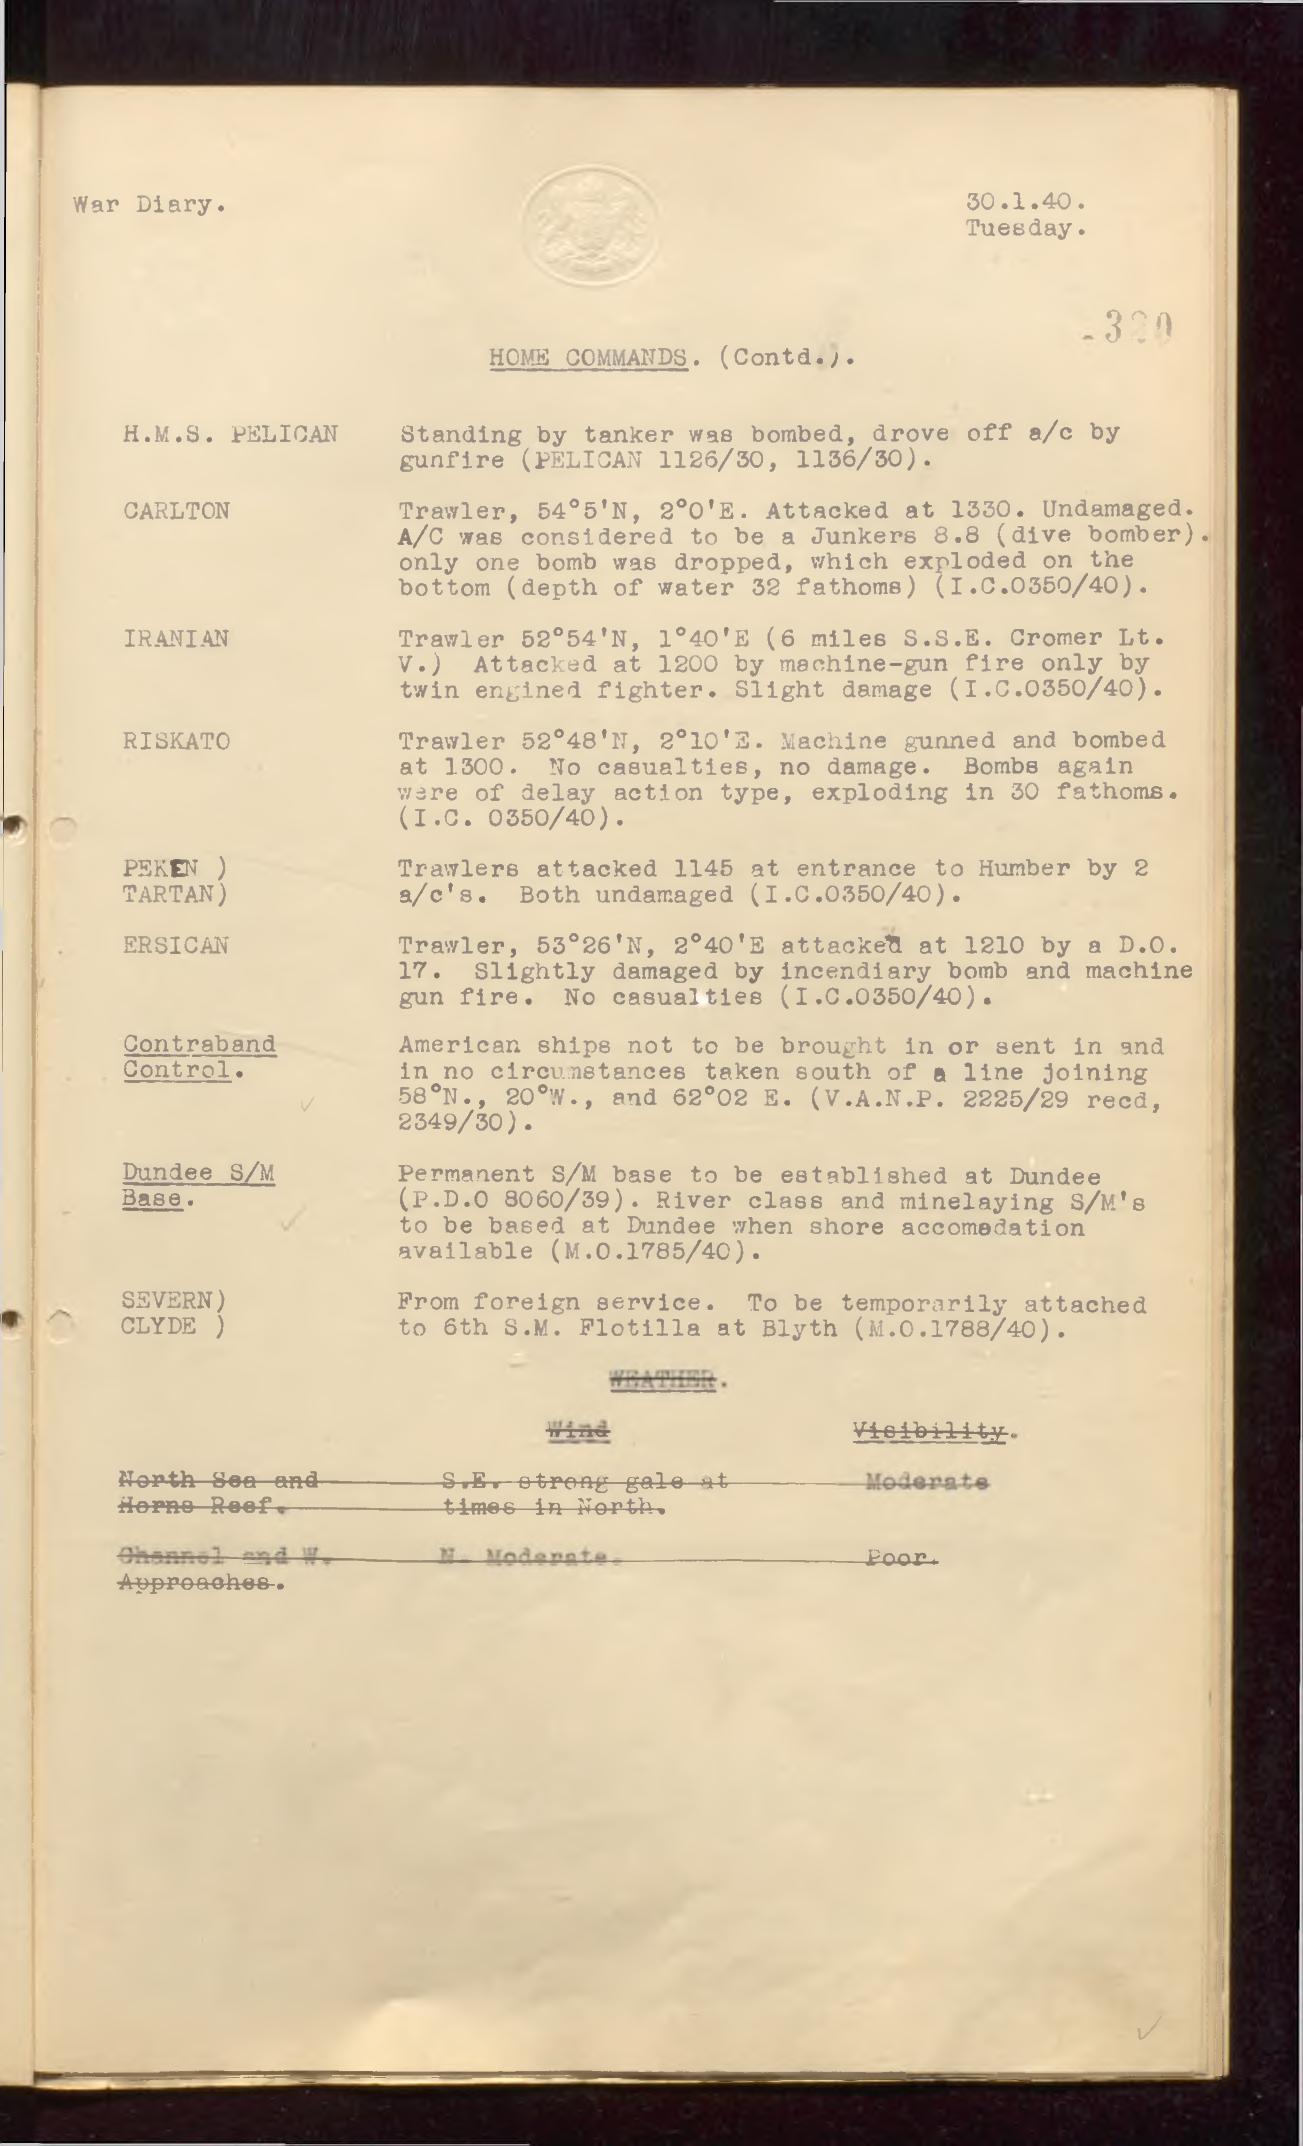 War Diary.
30.1.40.
Tuesday.
320
HOME COMMANDS. (Contd.).
H.M.S. PELICAN Standing by tanker was bombed, drove off a/c by
gunfire (PELICAN 1126/30, 1136/30).
CARLTON Trawler, 54°5'N, 2°0'E. Attacked at 1330. Undamaged.
A/C was considered to be a Junkers 8.8 (dive bomber).
only one bomb was dropped, which exploded on the
bottom (depth of water 32 fathoms) (I.C.0350/40).
IRANIAN Trawler 52°54'N, 1°40'E (6 miles S.S.E. Cromer Lt.
V.) Attacked at 1200 by machine-gun fire only by
twin engined fighter. Slight damage (I.C.0350/40).
RISKATO Trawler 52°48'N, 2°10'E. Machine gunned and bombed
at 1300. No casualties, no damage. Bombs again
were of delay action type, exploding in 30 fathoms.
(I.C. 0350/40).
PEKEN ) Trawlers attacked 1145 at entrance to Humber by 2
TARTAN) a/c's. Both undamaged (I.C.0350/40).
ERSICAN Trawler, 53°26'N, 2°40'E attacked at 1210 by a D.O.
17. Slightly damaged by incendiary bomb and machine
gun fire. No casualties (I.C.0350/40).
Contraband American ships not to be brought in or sent in and
Control. in no circumstances taken south of a line joining
58°N., 20°W., and 62°02 E. (V.A.N.P. 2225/29 recd,
2349/30).
Dundee S/M Permanent S/M base to be established at Dundee
Base. (P.D.O 8060/39). River class and minelaying S/M's
to be based at Dundee when shore accomodation
available (M.O.1785/40).
SEVERN) From foreign service. To be temporarily attached
CLYDE ) to 6th S.M. Flotilla at Blyth (M.O.1788/40).
WEATHER.
Wind Visibility.
North Sea and S.E. strong gale at Moderate
Horns Reef. times in North.
Channel and W. N. Moderate. Poor.
Approaches.